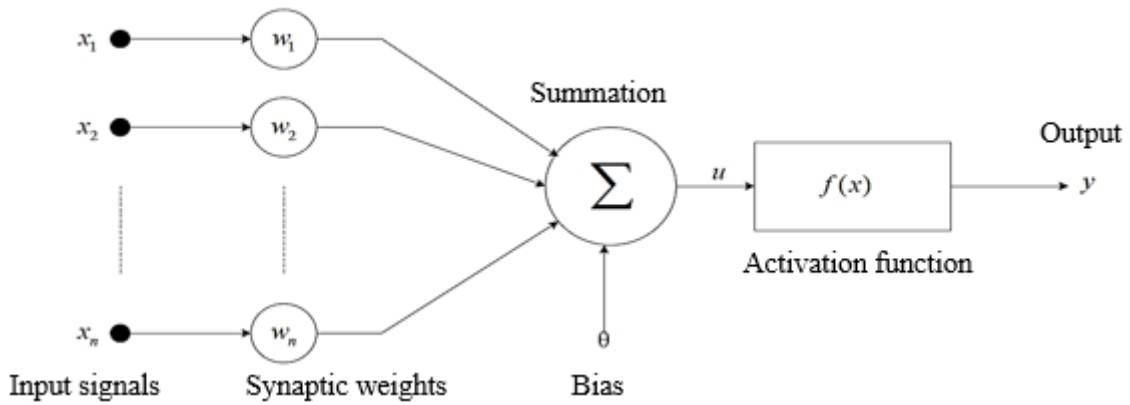 x₁ w₁
Summation
x₂ w₂
Output
∑ u f(x) y
Activation function
xₙ wₙ θ
Input signals Synaptic weights Bias